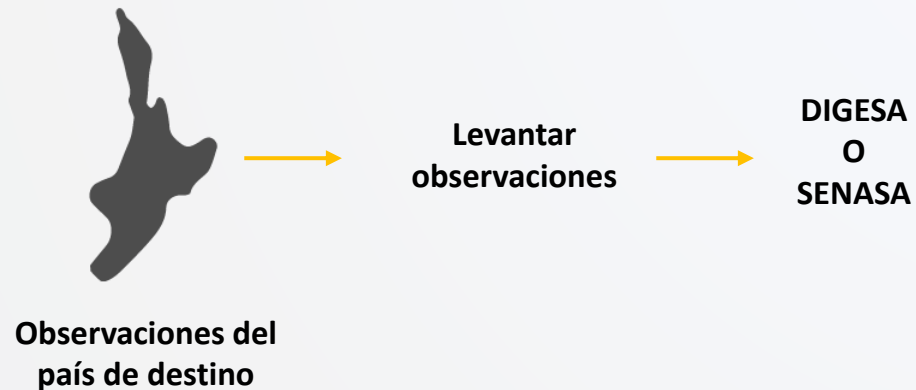 Observaciones del
país de destino
Levantar
observaciones
DIGESA
O
SENASA